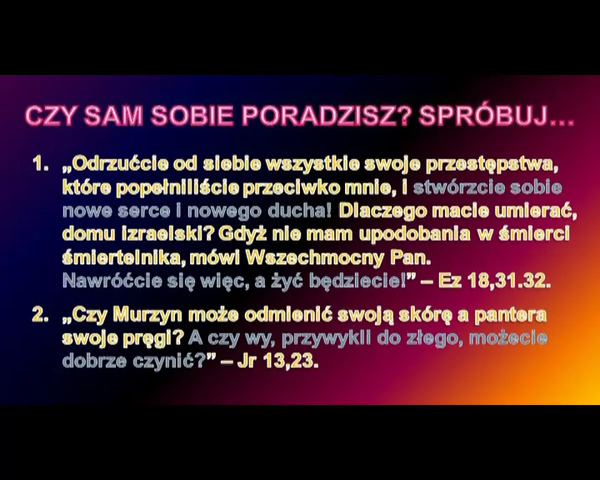 CZY SAM SOBIE PORADZISZ? SPRÓBUJ...
1. „Odrzućcie od siebie wszystkie swoje przestępstwa,
które popełniliście przeciwko mnie, i stwórzcie sobie
nowe serce i nowego ducha! Dlaczego macie umierać,
domu izraelski? Gdyż nie mam upodobania w śmierci
śmiertelnika, mówi Wszechmocny Pan.
Nawróćcie się więc, a żyć będziecie!” – Ez 18,31.32.
2. „Czy Murzyn może odmienić swoją skórę a pantera
swoje pręgi? A czy wy, przywykli do złego, możecie
dobrze czynić?” – Jr 13,23.